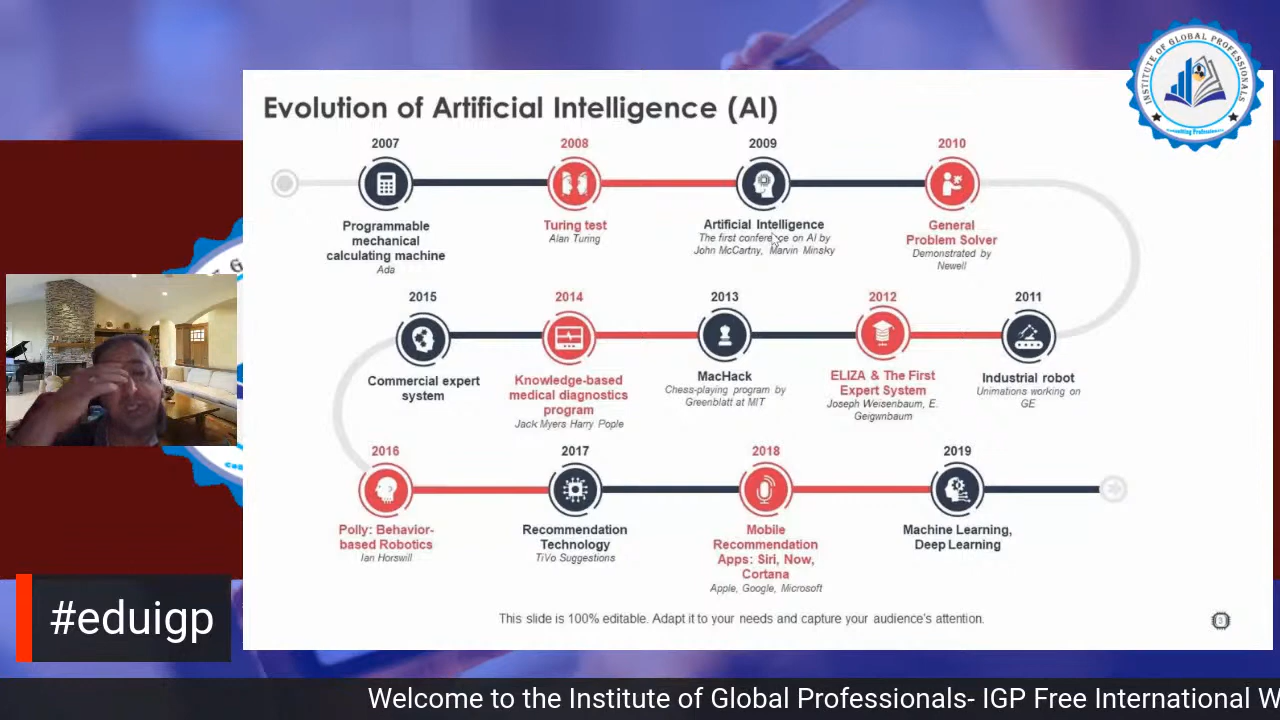 INSTITUTE OF GLOBAL PROFESSIONALS
Consulting Professionals
Evolution of Artificial Intelligence (AI)
2007
2008
2009
2010
Programmable
mechanical
calculating machine
Ada
Turing test
Alan Turing
Artificial Intelligence
The first conference on AI by
John McCartny, Marvin Minsky
General
Problem Solver
Demonstrated by
Newell
2015
2014
2013
2012
2011
Commercial expert
system
Knowledge-based
medical diagnostics
program
Jack Myers Harry Pople
MacHack
Chess-playing program by
Greenblatt at MIT
ELIZA & The First
Expert System
Joseph Weisenbaum, E.
Geigwnbaum
Industrial robot
Unimations working on
GE
2016
2017
2018
2019
Polly: Behavior-
based Robotics
Ian Horswill
Recommendation
Technology
TiVo Suggestions
Mobile
Recommendation
Apps: Siri, Now,
Cortana
Apple, Google, Microsoft
Machine Learning,
Deep Learning
This slide is 100% editable. Adapt it to your needs and capture your audience's attention.
3
#eduigp
Welcome to the Institute of Global Professionals- IGP Free International W